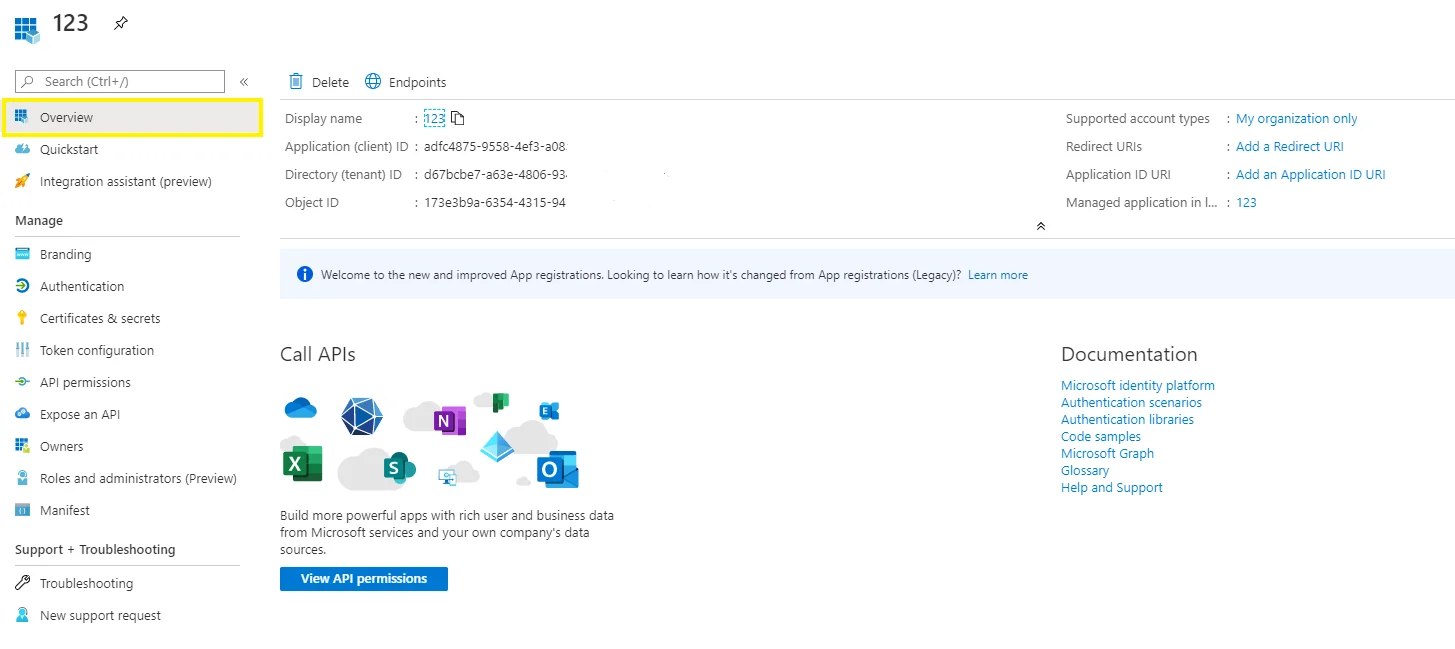 123
Search (Ctrl+/)
«
Overview
Quickstart
Integration assistant (preview)
Manage
Branding
Authentication
Certificates & secrets
Token configuration
API permissions
Expose an API
Owners
Roles and administrators (Preview)
Manifest
Support + Troubleshooting
Troubleshooting
New support request
Delete Endpoints
Display name : 123
Application (client) ID : adfc4875-9558-4ef3-a08
Directory (tenant) ID : d67bcbe7-a63e-4806-934
Object ID : 173e3b9a-6354-4315-94
Supported account types : My organization only
Redirect URIs : Add a Redirect URI
Application ID URI : Add an Application ID URI
Managed application in l... : 123
Welcome to the new and improved App registrations. Looking to learn how it's changed from App registrations (Legacy)? Learn more
Call APIs
N
E
X
S
O
Build more powerful apps with rich user and business data
from Microsoft services and your own company's data
sources.
View API permissions
Documentation
Microsoft identity platform
Authentication scenarios
Authentication libraries
Code samples
Microsoft Graph
Glossary
Help and Support